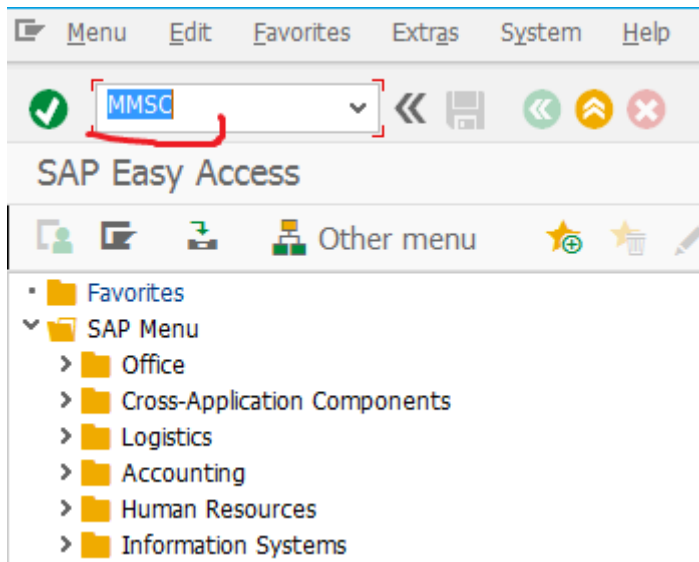 Menu Edit Favorites Extras System Help
MMSC
SAP Easy Access
Other menu
Favorites
SAP Menu
Office
Cross-Application Components
Logistics
Accounting
Human Resources
Information Systems